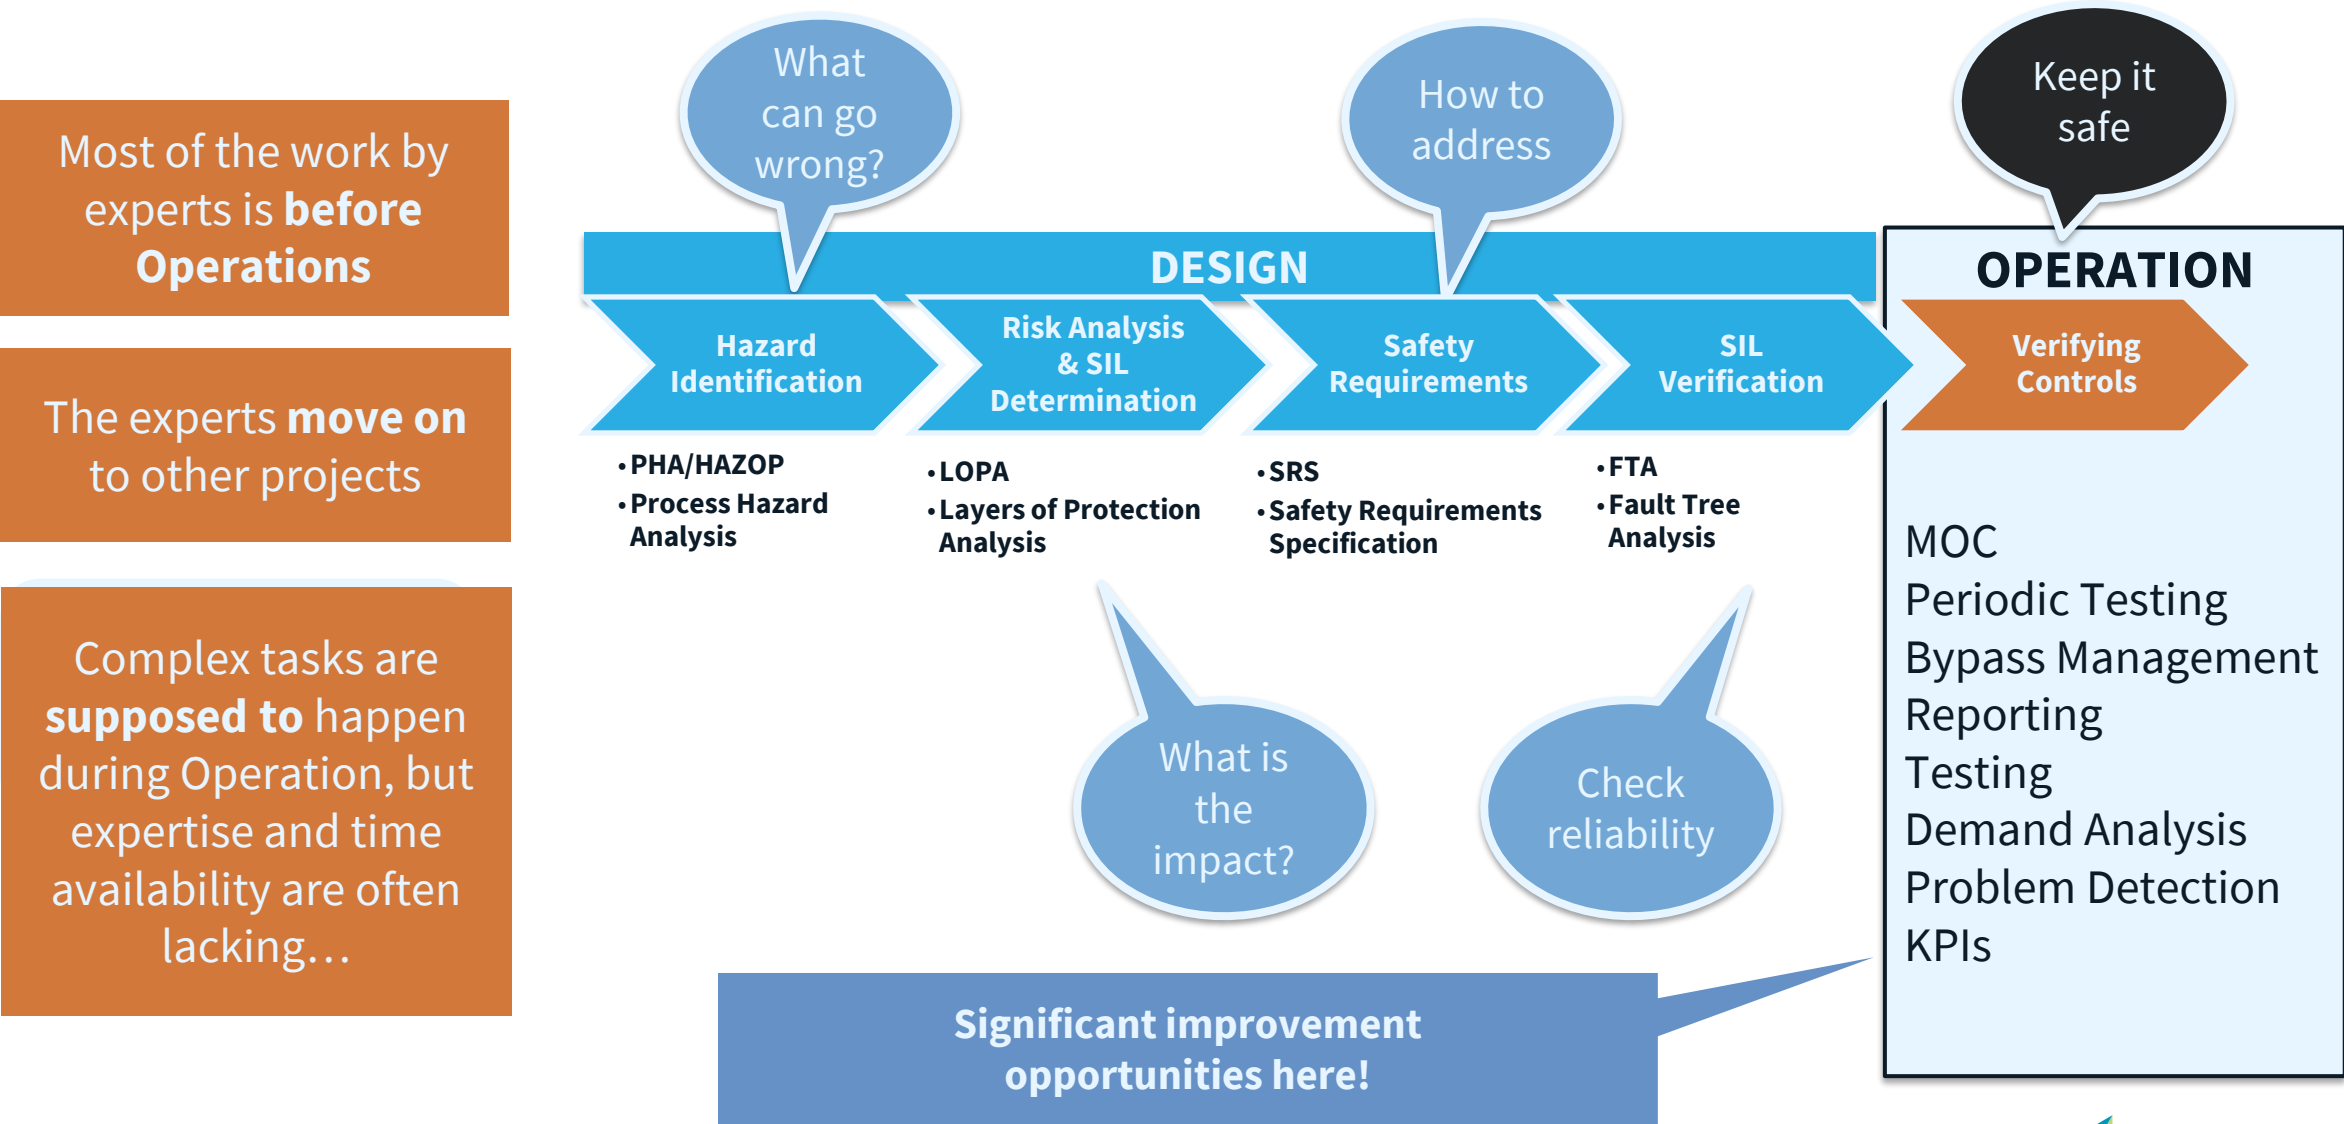 Most of the work by
experts is before
Operations
The experts move on
to other projects
Complex tasks are
supposed to happen
during Operation, but
expertise and time
availability are often
lacking…
What
can go
wrong?
How to
address
Keep it
safe
DESIGN
OPERATION
Hazard
Identification
Risk Analysis
& SIL
Determination
Safety
Requirements
SIL
Verification
Verifying
Controls
• PHA/HAZOP
• Process Hazard
Analysis
• LOPA
• Layers of Protection
Analysis
• SRS
• Safety Requirements
Specification
• FTA
• Fault Tree
Analysis
What is
the
impact?
Check
reliability
MOC
Periodic Testing
Bypass Management
Reporting
Testing
Demand Analysis
Problem Detection
KPIs
Significant improvement
opportunities here!